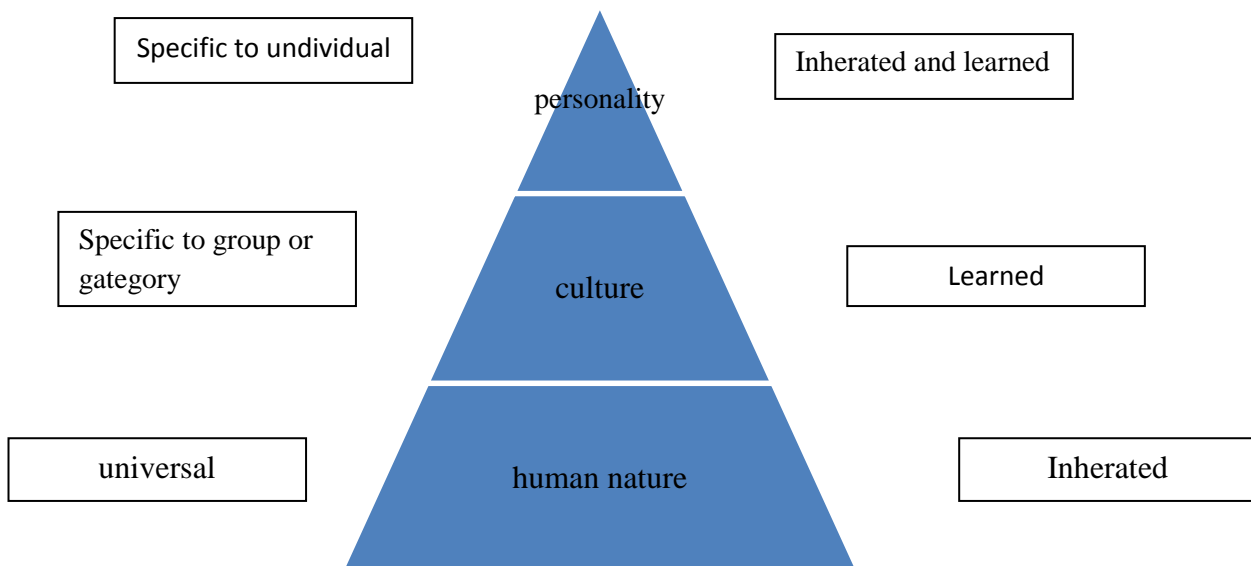 Specific to undividual
Inherated and learned
personality
Specific to group or
gategory
culture
Learned
universal
human nature
Inherated